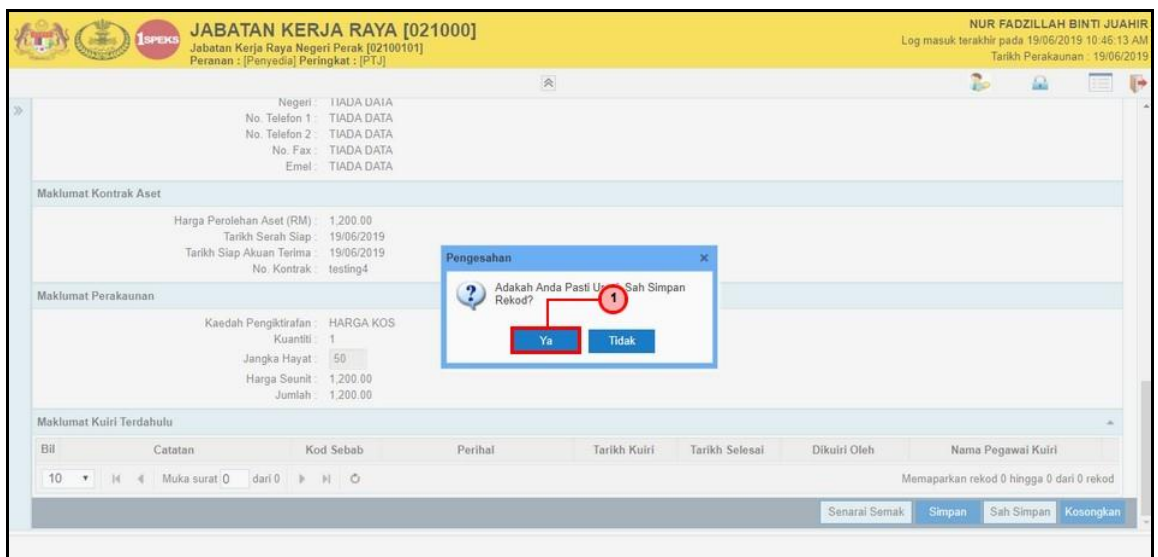 1SPEKS
JABATAN KERJA RAYA [021000]
Jabatan Kerja Raya Negeri Perak [02100101]
Peranan : [Penyedia] Peringkat : [PTJ]
NUR FADZILLAH BINTI JUAHIR
Log masuk terakhir pada 19/06/2019 10:46:13 AM
Tarikh Perakaunan : 19/06/2019
Negeri : TIADA DATA
No. Telefon 1 : TIADA DATA
No. Telefon 2 : TIADA DATA
No. Fax : TIADA DATA
Emel : TIADA DATA
Maklumat Kontrak Aset
Harga Perolehan Aset (RM) : 1,200.00
Tarikh Serah Siap : 19/06/2019
Tarikh Siap Akuan Terima : 19/06/2019
No. Kontrak : testing4
Pengesahan
Adakah Anda Pasti Sah Simpan
Rekod?
1
Ya Tidak
Maklumat Perakaunan
Kaedah Pengiktirafan : HARGA KOS
Kuantiti : 1
Jangka Hayat : 50
Harga Seunit : 1,200.00
Jumlah : 1,200.00
Maklumat Kuiri Terdahulu
Bil Catatan Kod Sebab Perihal Tarikh Kuiri Tarikh Selesai Dikuiri Oleh Nama Pegawai Kuiri
10 Muka surat 0 dari 0 Memaparkan rekod 0 hingga 0 dari 0 rekod
Senarai Semak Simpan Sah Simpan Kosongkan